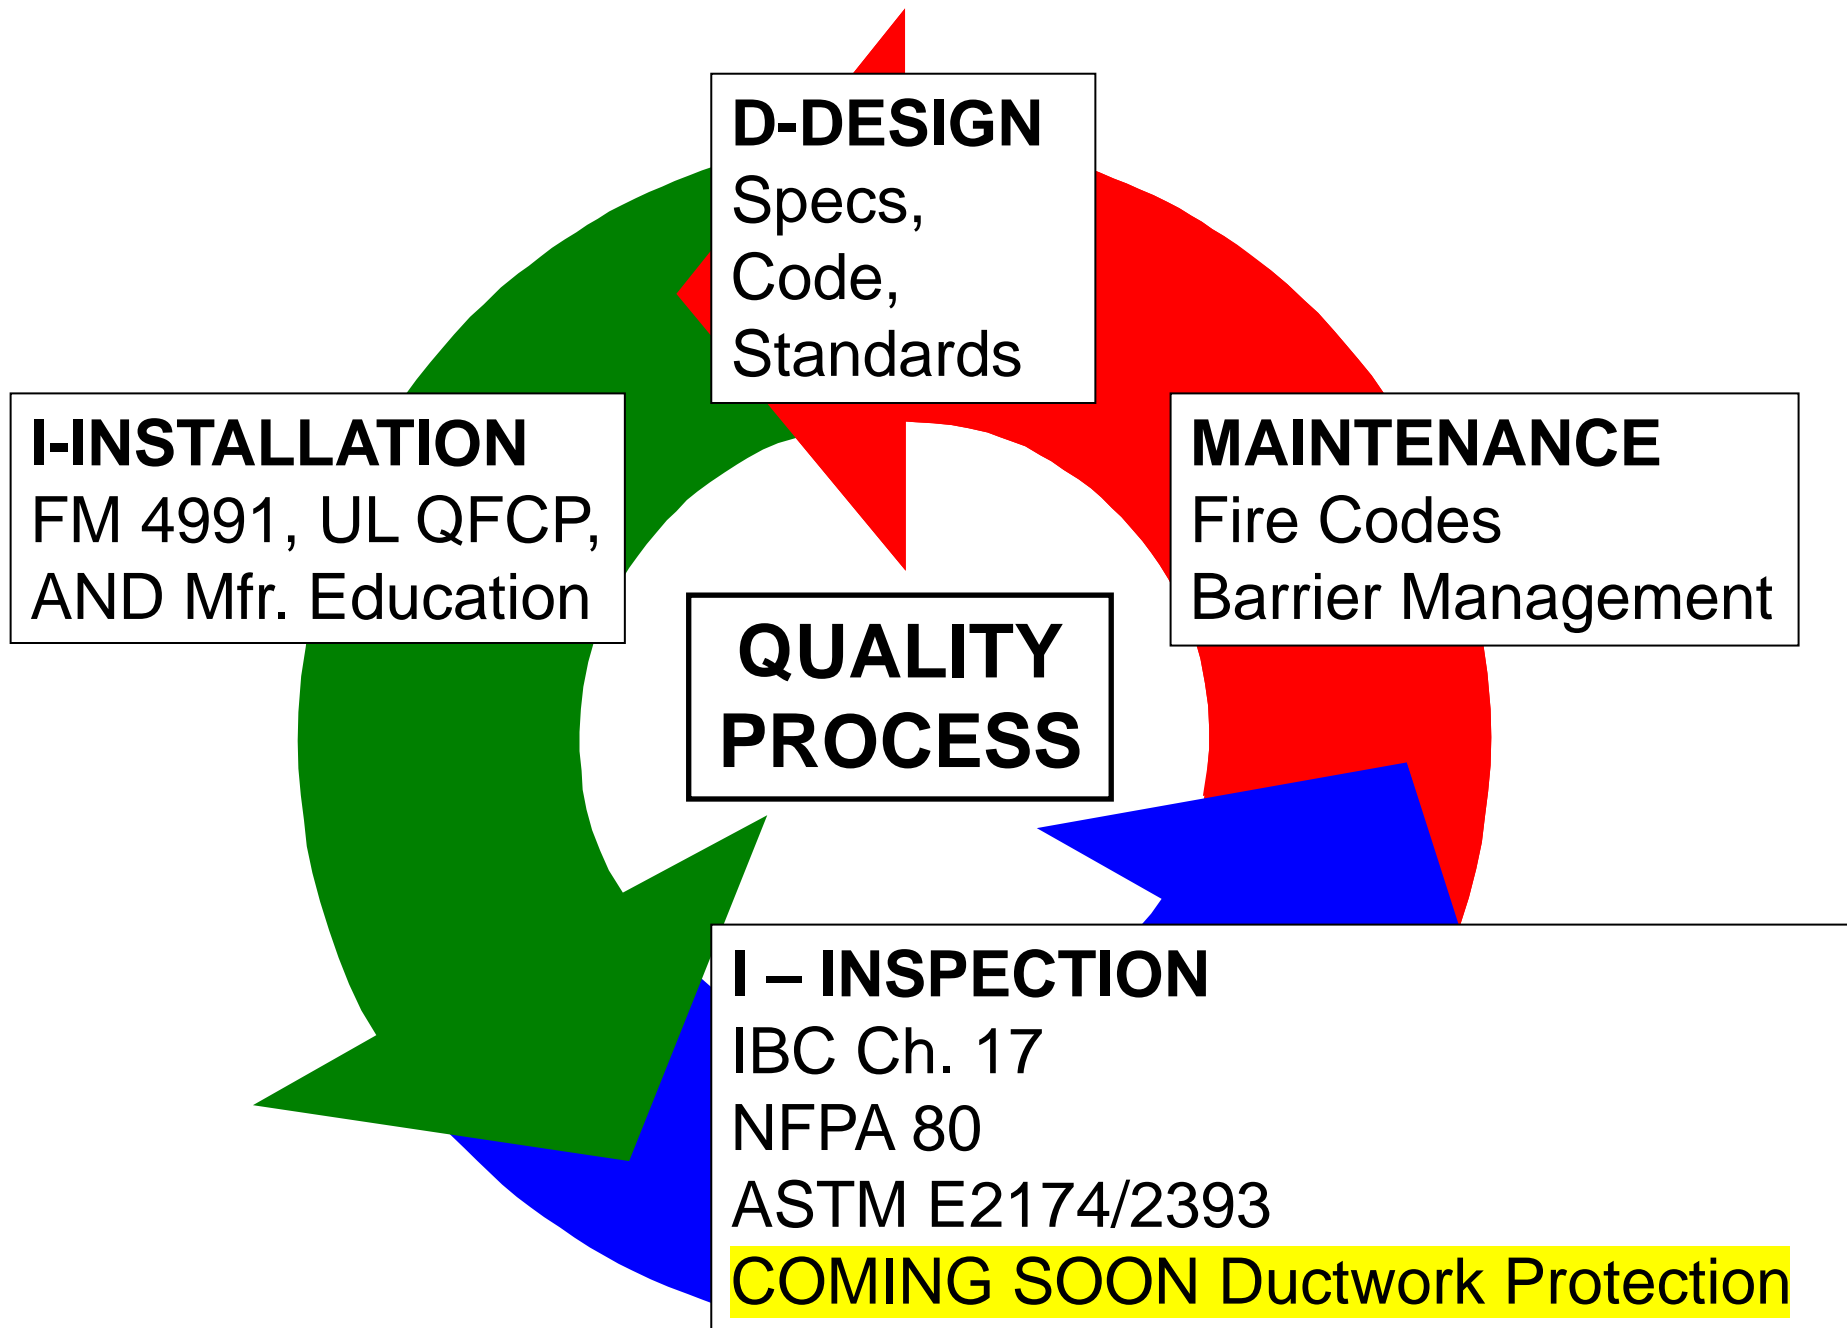 D-DESIGN
Specs,
Code,
Standards
I-INSTALLATION
FM 4991, UL QFCP,
AND Mfr. Education
MAINTENANCE
Fire Codes
Barrier Management
QUALITY
PROCESS
I – INSPECTION
IBC Ch. 17
NFPA 80
ASTM E2174/2393
COMING SOON Ductwork Protection